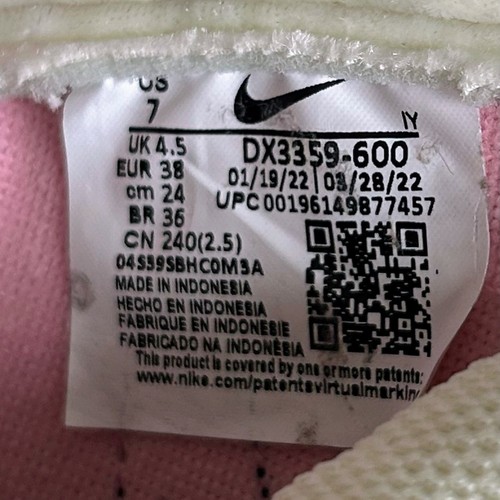 US
7
IY
UK 4.5
EUR 38
cm 24
BR 36
CN 240(2.5)
DX3359-600
01/19/22 | 03/28/22
UPC 00196149877457
04S59SBHC0M3A
MADE IN INDONESIA
HECHO EN INDONESIA
FABRIQUE EN INDONESIE
FABRICADO NA INDONÉSIA
This product is covered by one or more patents:
www.nike.com/patentsvirtualmarkin